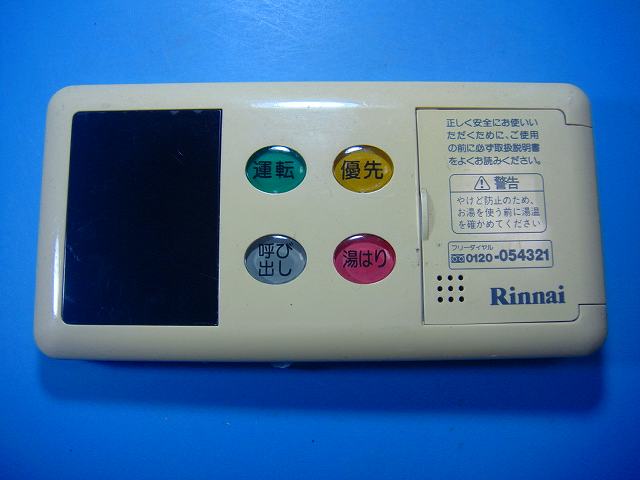 運転
優先
呼び
出し
湯はり
正しく安全にお使いい
ただくために、ご使用
の前に必ず取扱説明書
をよくお読みください。
警告
やけど防止のため、
お湯を使う前に湯温
を確かめてください
フリーダイヤル
0120-054321
Rinnai